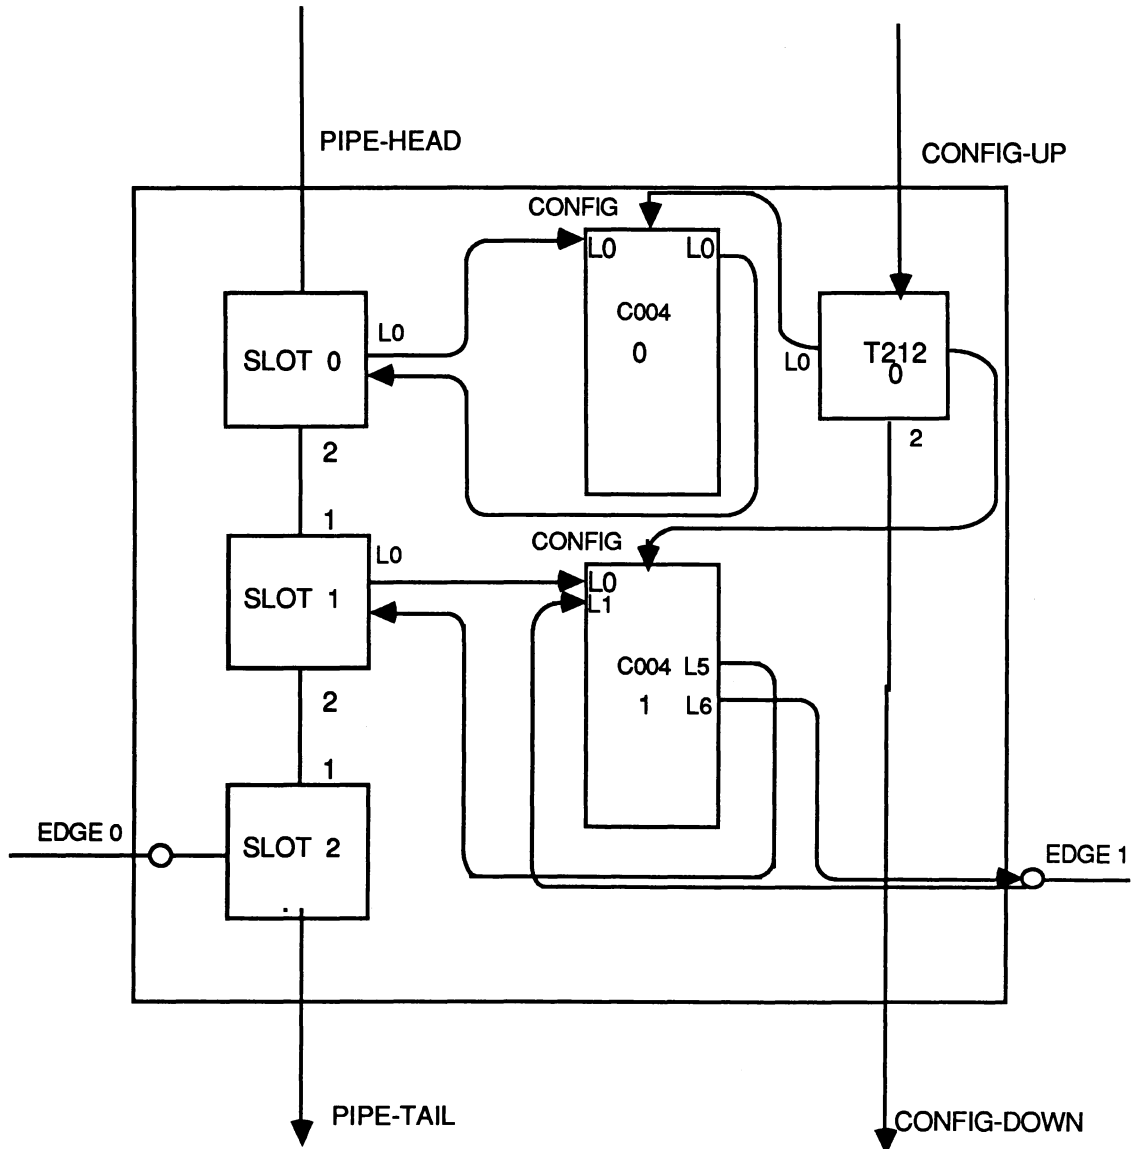 PIPE-HEAD
CONFIG-UP
CONFIG
L0 L0
C004
0
L0
SLOT 0
L0
T212
0
2
2
1
CONFIG
L0
L0
L1
SLOT 1
C004 L5
1 L6
2
1
EDGE 0
SLOT 2
EDGE 1
PIPE-TAIL
CONFIG-DOWN